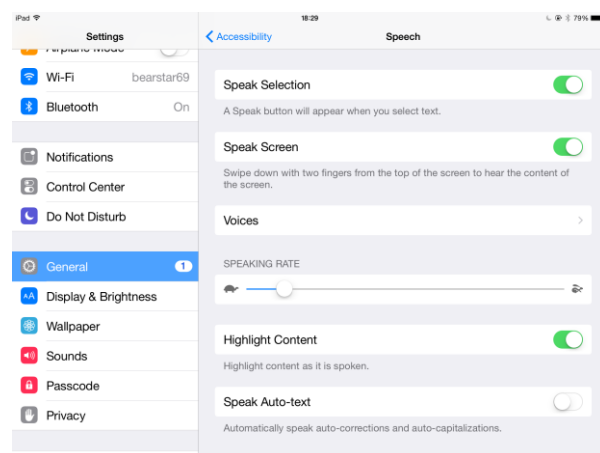 iPad 18:29 79%
Settings
Airplane Mode
Wi-Fi bearstar69
Bluetooth On
Notifications
Control Center
Do Not Disturb
General 1
AA Display & Brightness
Wallpaper
Sounds
Passcode
Privacy
Accessibility Speech
Speak Selection
A Speak button will appear when you select text.
Speak Screen
Swipe down with two fingers from the top of the screen to hear the content of
the screen.
Voices
SPEAKING RATE
Highlight Content
Highlight content as it is spoken.
Speak Auto-text
Automatically speak auto-corrections and auto-capitalizations.